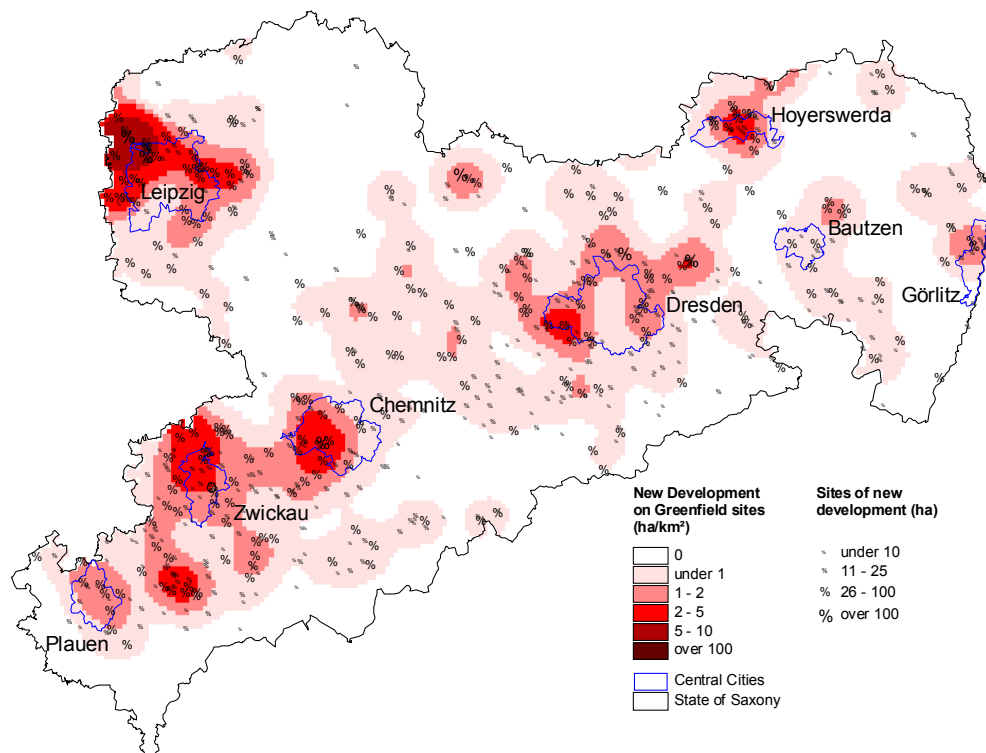 Hoyerswerda
Leipzig
Bautzen
Görlitz
Dresden
Chemnitz
Zwickau
Plauen
New Development
on Greenfield sites
(ha/km²)
0
under 1
1 - 2
2 - 5
5 - 10
over 100
Central Cities
State of Saxony
Sites of new
development (ha)
% under 10
% 11 - 25
% 26 - 100
% over 100